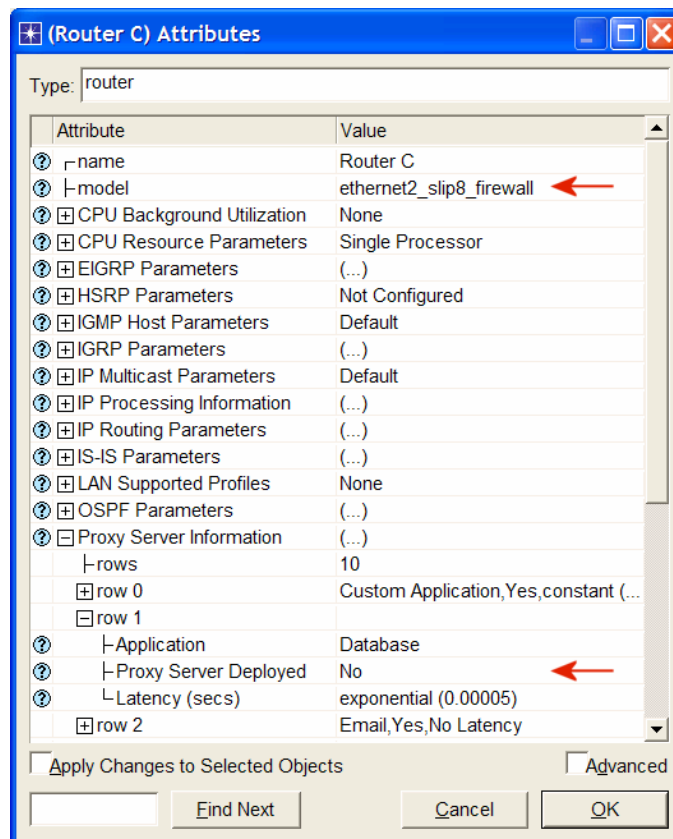 (Router C) Attributes
Type: router
Attribute Value
name Router C
model ethernet2_slip8_firewall
CPU Background Utilization None
CPU Resource Parameters Single Processor
EIGRP Parameters (...)
HSRP Parameters Not Configured
IGMP Host Parameters Default
IGRP Parameters (...)
IP Multicast Parameters Default
IP Processing Information (...)
IP Routing Parameters (...)
IS-IS Parameters (...)
LAN Supported Profiles None
OSPF Parameters (...)
Proxy Server Information (...)
rows 10
row 0 Custom Application,Yes,constant (...
row 1
Application Database
Proxy Server Deployed No
Latency (secs) exponential (0.00005)
row 2 Email,Yes,No Latency
Apply Changes to Selected Objects Advanced
Find Next Cancel OK